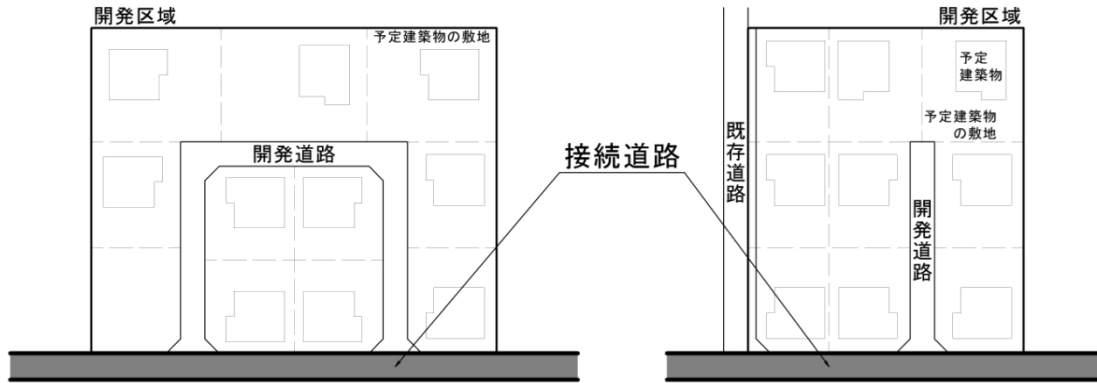 開発区域
予定建築物の敷地
開発道路
接続道路
既存道路
開発区域
予定
建築物
予定建築物
の敷地
開発道路